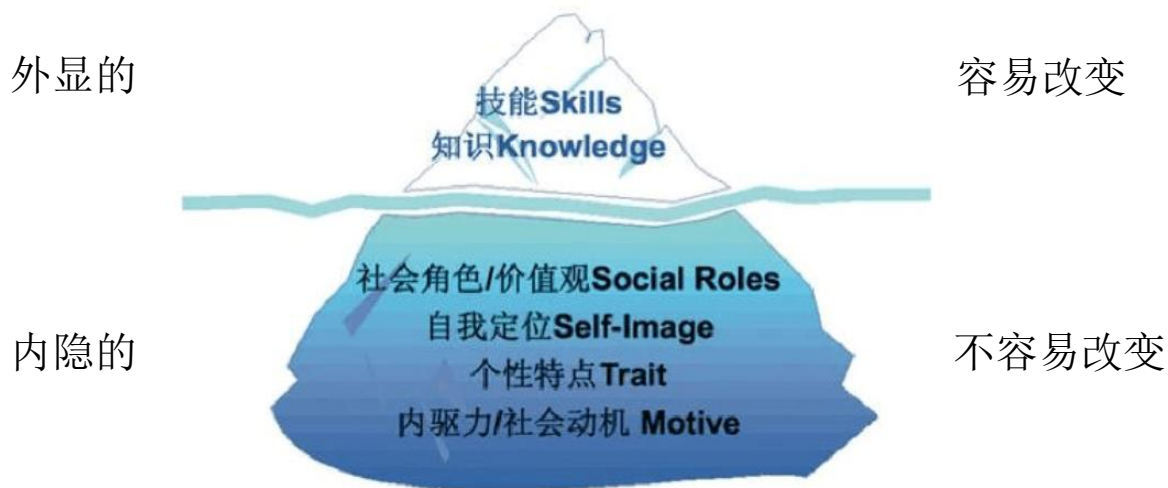 外显的
容易改变
技能Skills
知识Knowledge
社会角色/价值观Social Roles
自我定位Self-Image
内隐的
不容易改变
个性特点Trait
内驱力/社会动机 Motive